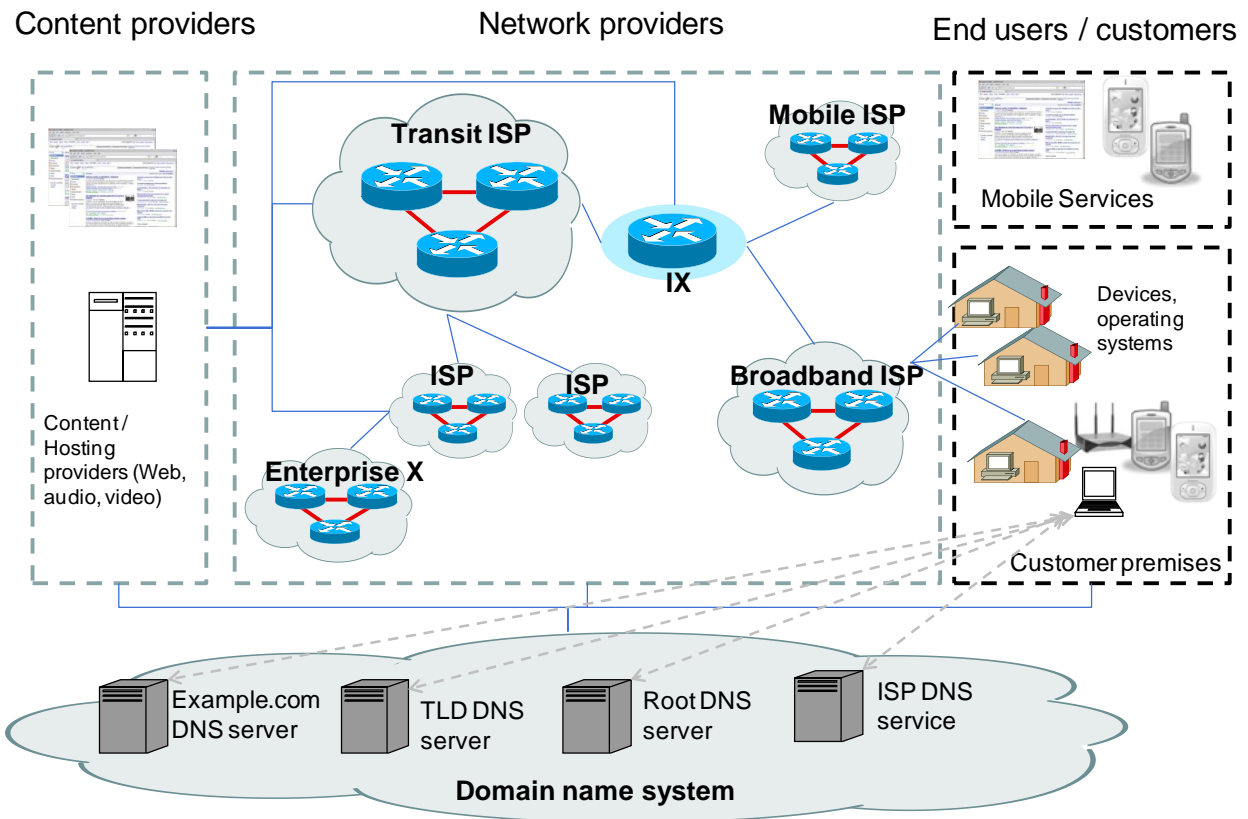 Content providers
Network providers
End users / customers
Transit ISP
Mobile ISP
IX
Mobile Services
Devices,
operating
systems
ISP
ISP
Broadband ISP
Content /
Hosting
providers (Web,
audio, video)
Enterprise X
Customer premises
Example.com
DNS server
TLD DNS
server
Root DNS
server
ISP DNS
service
Domain name system